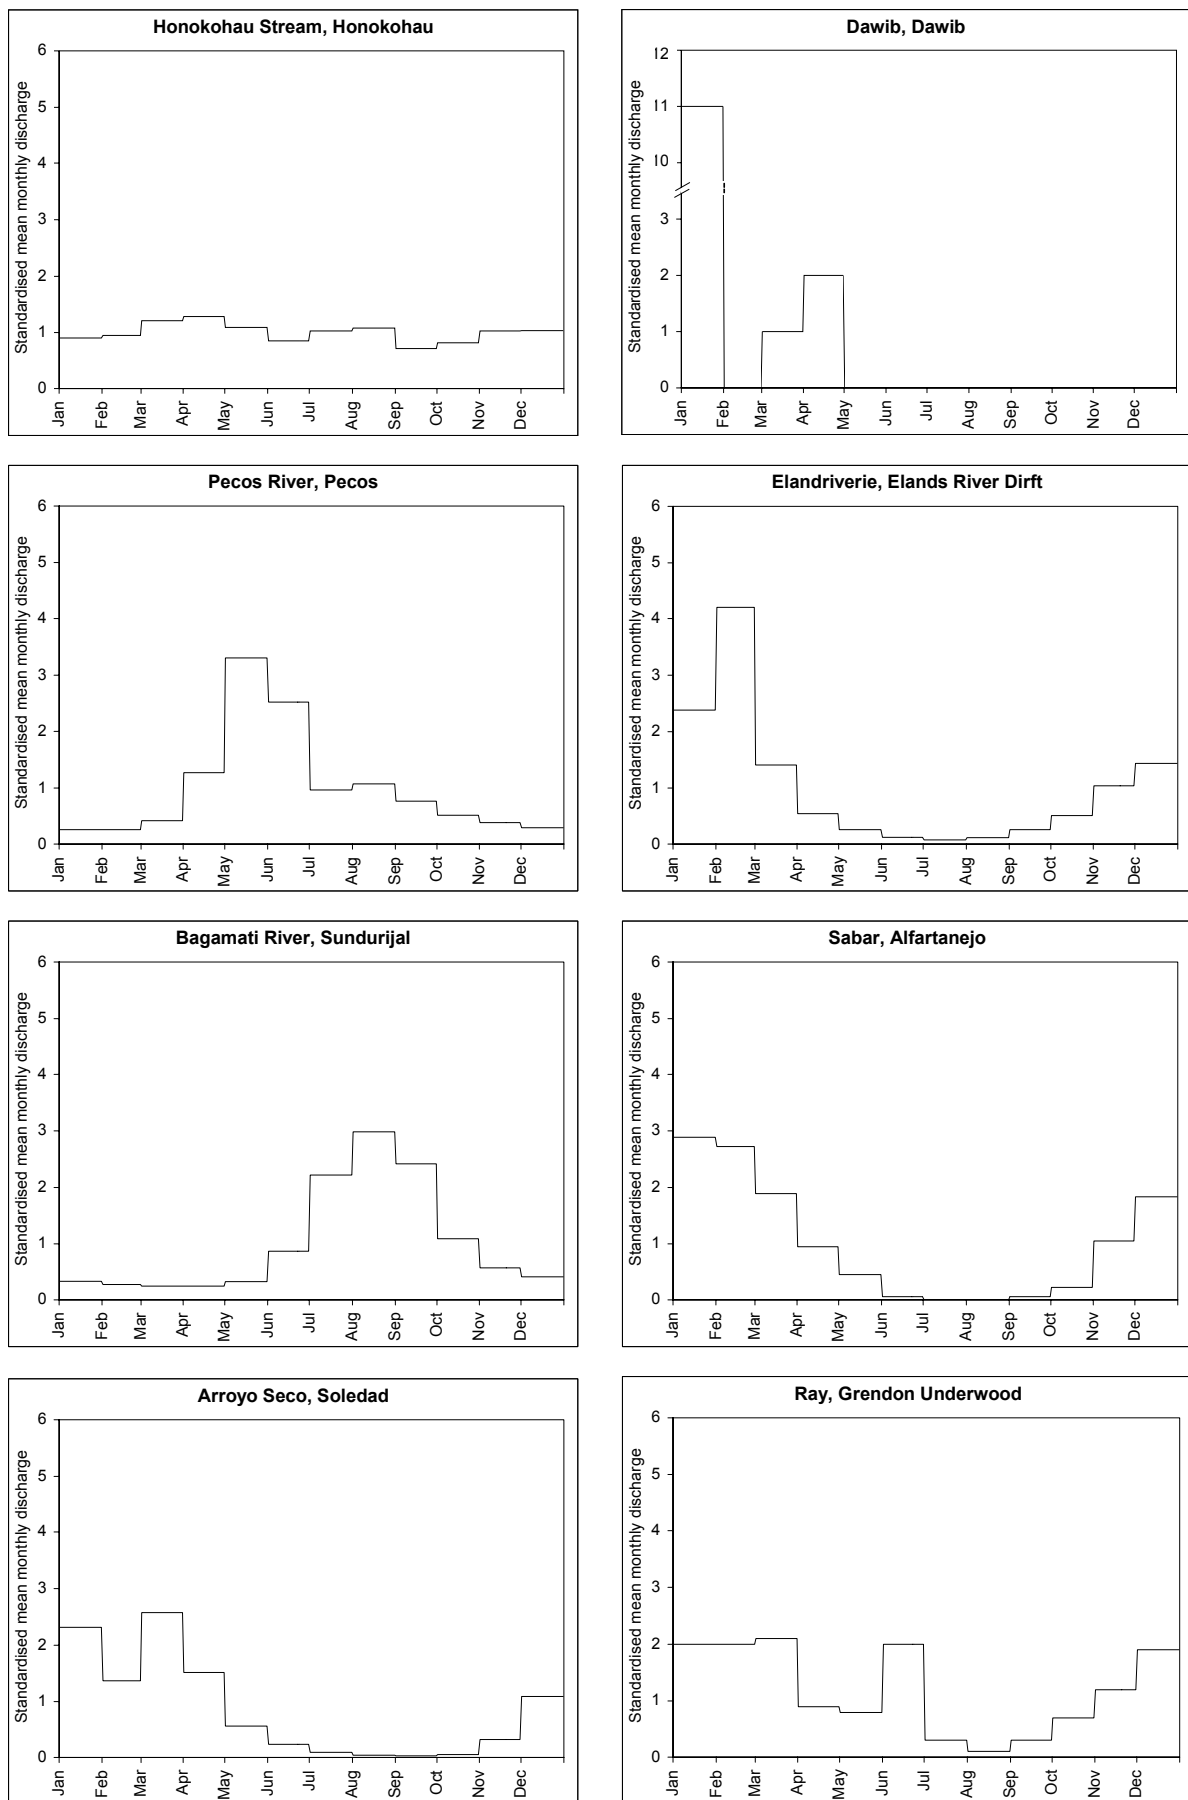 Honokohau Stream, Honokohau
Standardised mean monthly discharge
6
5
4
3
2
1
0
Jan Feb Mar Apr May Jun Jul Aug Sep Oct Nov Dec
Dawib, Dawib
Standardised mean monthly discharge
12
11
10
3
2
1
0
Jan Feb Mar Apr May Jun Jul Aug Sep Oct Nov Dec
Pecos River, Pecos
Standardised mean monthly discharge
6
5
4
3
2
1
0
Jan Feb Mar Apr May Jun Jul Aug Sep Oct Nov Dec
Elandriverie, Elands River Dirft
Standardised mean monthly discharge
6
5
4
3
2
1
0
Jan Feb Mar Apr May Jun Jul Aug Sep Oct Nov Dec
Bagamati River, Sundurijal
Standardised mean monthly discharge
6
5
4
3
2
1
0
Jan Feb Mar Apr May Jun Jul Aug Sep Oct Nov Dec
Sabar, Alfartanejo
Standardised mean monthly discharge
6
5
4
3
2
1
0
Jan Feb Mar Apr May Jun Jul Aug Sep Oct Nov Dec
Arroyo Seco, Soledad
Standardised mean monthly discharge
6
5
4
3
2
1
0
Jan Feb Mar Apr May Jun Jul Aug Sep Oct Nov Dec
Ray, Grendon Underwood
Standardised mean monthly discharge
6
5
4
3
2
1
0
Jan Feb Mar Apr May Jun Jul Aug Sep Oct Nov Dec